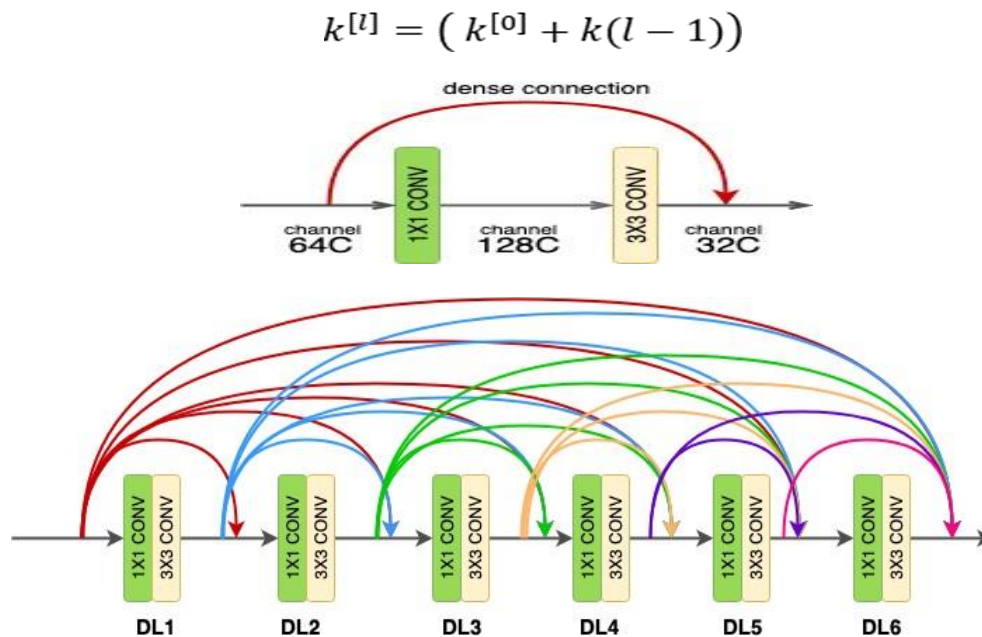 k^[l] = ( k^[0] + k(l − 1))
dense connection
1X1 CONV
3X3 CONV
channel channel channel
64C 128C 32C
1X1 CONV 3X3 CONV 1X1 CONV 3X3 CONV 1X1 CONV 3X3 CONV 1X1 CONV 3X3 CONV 1X1 CONV 3X3 CONV 1X1 CONV 3X3 CONV
DL1 DL2 DL3 DL4 DL5 DL6